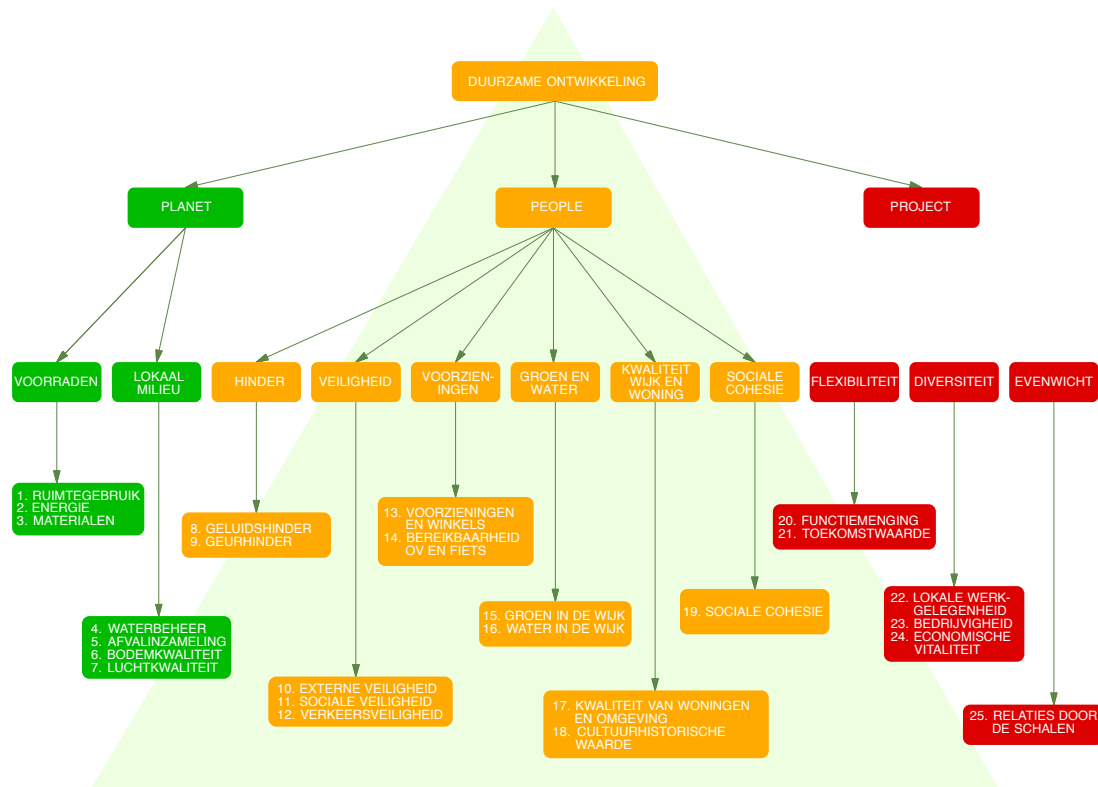 DUURZAME ONTWIKKELING
PLANET
PEOPLE
PROJECT
VOORRADEN
LOKAAL
MILIEU
HINDER
VEILIGHEID
VOORZIEN-
INGEN
GROEN EN
WATER
KWALITEIT
WIJK EN
WONING
SOCIALE
COHESIE
FLEXIBILITEIT
DIVERSITEIT
EVENWICHT
1. RUIMTEGEBRUIK
2. ENERGIE
3. MATERIALEN
4. WATERBEHEER
5. AFVALINZAMELING
6. BODEMKWALITEIT
7. LUCHTKWALITEIT
8. GELUIDSHINDER
9. GEURHINDER
10. EXTERNE VEILIGHEID
11. SOCIALE VEILIGHEID
12. VERKEERSVEILIGHEID
13. VOORZIENINGEN
EN WINKELS
14. BEREIKBAARHEID
OV EN FIETS
15. GROEN IN DE WIJK
16. WATER IN DE WIJK
17. KWALITEIT VAN WONINGEN
EN OMGEVING
18. CULTUURHISTORISCHE
WAARDE
19. SOCIALE COHESIE
20. FUNCTIEMENGING
21. TOEKOMSTWAARDE
22. LOKALE WERK-
GELEGENHEID
23. BEDRIJVIGHEID
24. ECONOMISCHE
VITALITEIT
25. RELATIES DOOR
DE SCHALEN